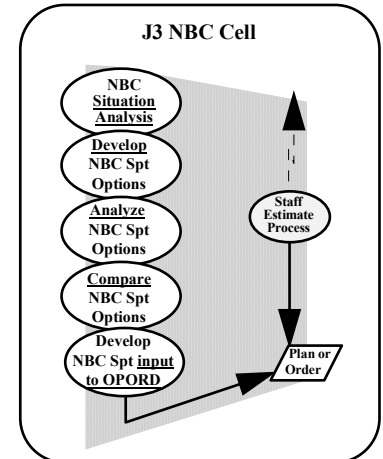 J3 NBC Cell
NBC
Situation
Analysis
Develop
NBC Spt
Options
Analyze
NBC Spt
Options
Compare
NBC Spt
Options
Develop
NBC Spt input
to OPORD
Staff
Estimate
Process
Plan or
Order